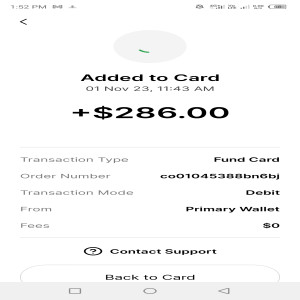 1:52 PM
Added to Card
01 Nov 23, 11:43 AM
+$286.00
Transaction Type Fund Card
Order Number co01045388bn6bj
Transaction Mode Debit
From Primary Wallet
Fees $0
? Contact Support
Back to Card